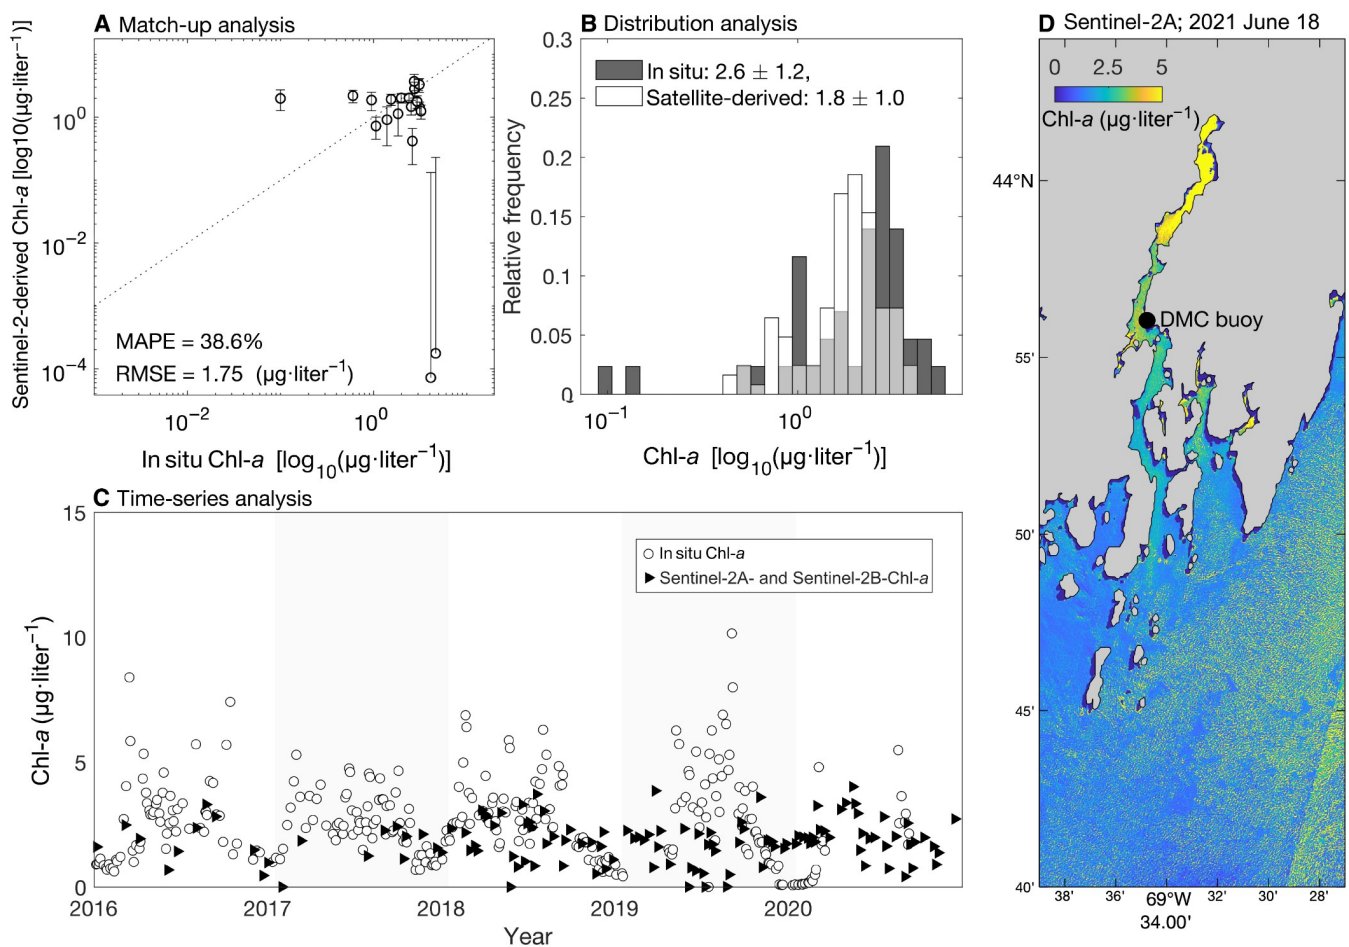 A Match-up analysis
Sentinel-2-derived Chl-a [log10(µg·liter⁻¹)]
10⁰
10⁻²
10⁻⁴
MAPE = 38.6%
RMSE = 1.75 (µg·liter⁻¹)
10⁻² 10⁰
In situ Chl-a [log₁₀(µg·liter⁻¹)]
B Distribution analysis
Relative frequency
0.3
0.25
0.2
0.15
0.1
0.05
0
In situ: 2.6 ± 1.2,
Satellite-derived: 1.8 ± 1.0
10⁻¹ 10⁰
Chl-a [log₁₀(µg·liter⁻¹)]
C Time-series analysis
Chl-a (µg·liter⁻¹)
15
10
5
0
In situ Chl-a
Sentinel-2A- and Sentinel-2B-Chl-a
2016 2017 2018 2019 2020
Year
D Sentinel-2A; 2021 June 18
0 2.5 5
Chl-a (µg·liter⁻¹)
44°N
DMC buoy
55'
50'
45'
40'
38' 36' 69°W 32' 30' 28'
34.00'